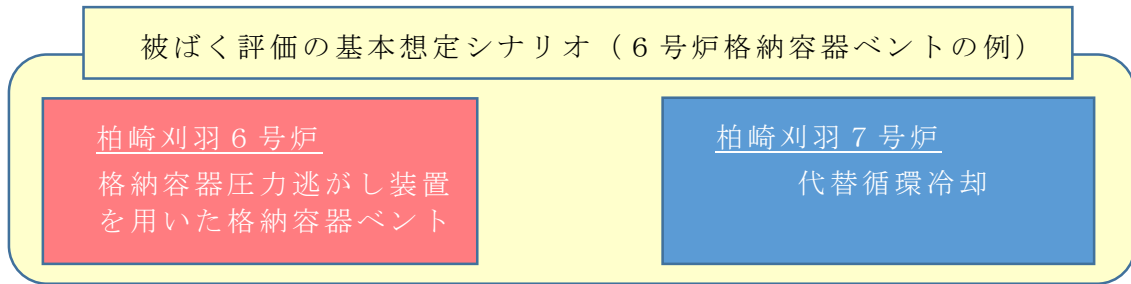 被ばく評価の基本想定シナリオ（６号炉格納容器ベントの例）
柏崎刈羽６号炉
格納容器圧力逃がし装置
を用いた格納容器ベント
柏崎刈羽７号炉
代替循環冷却